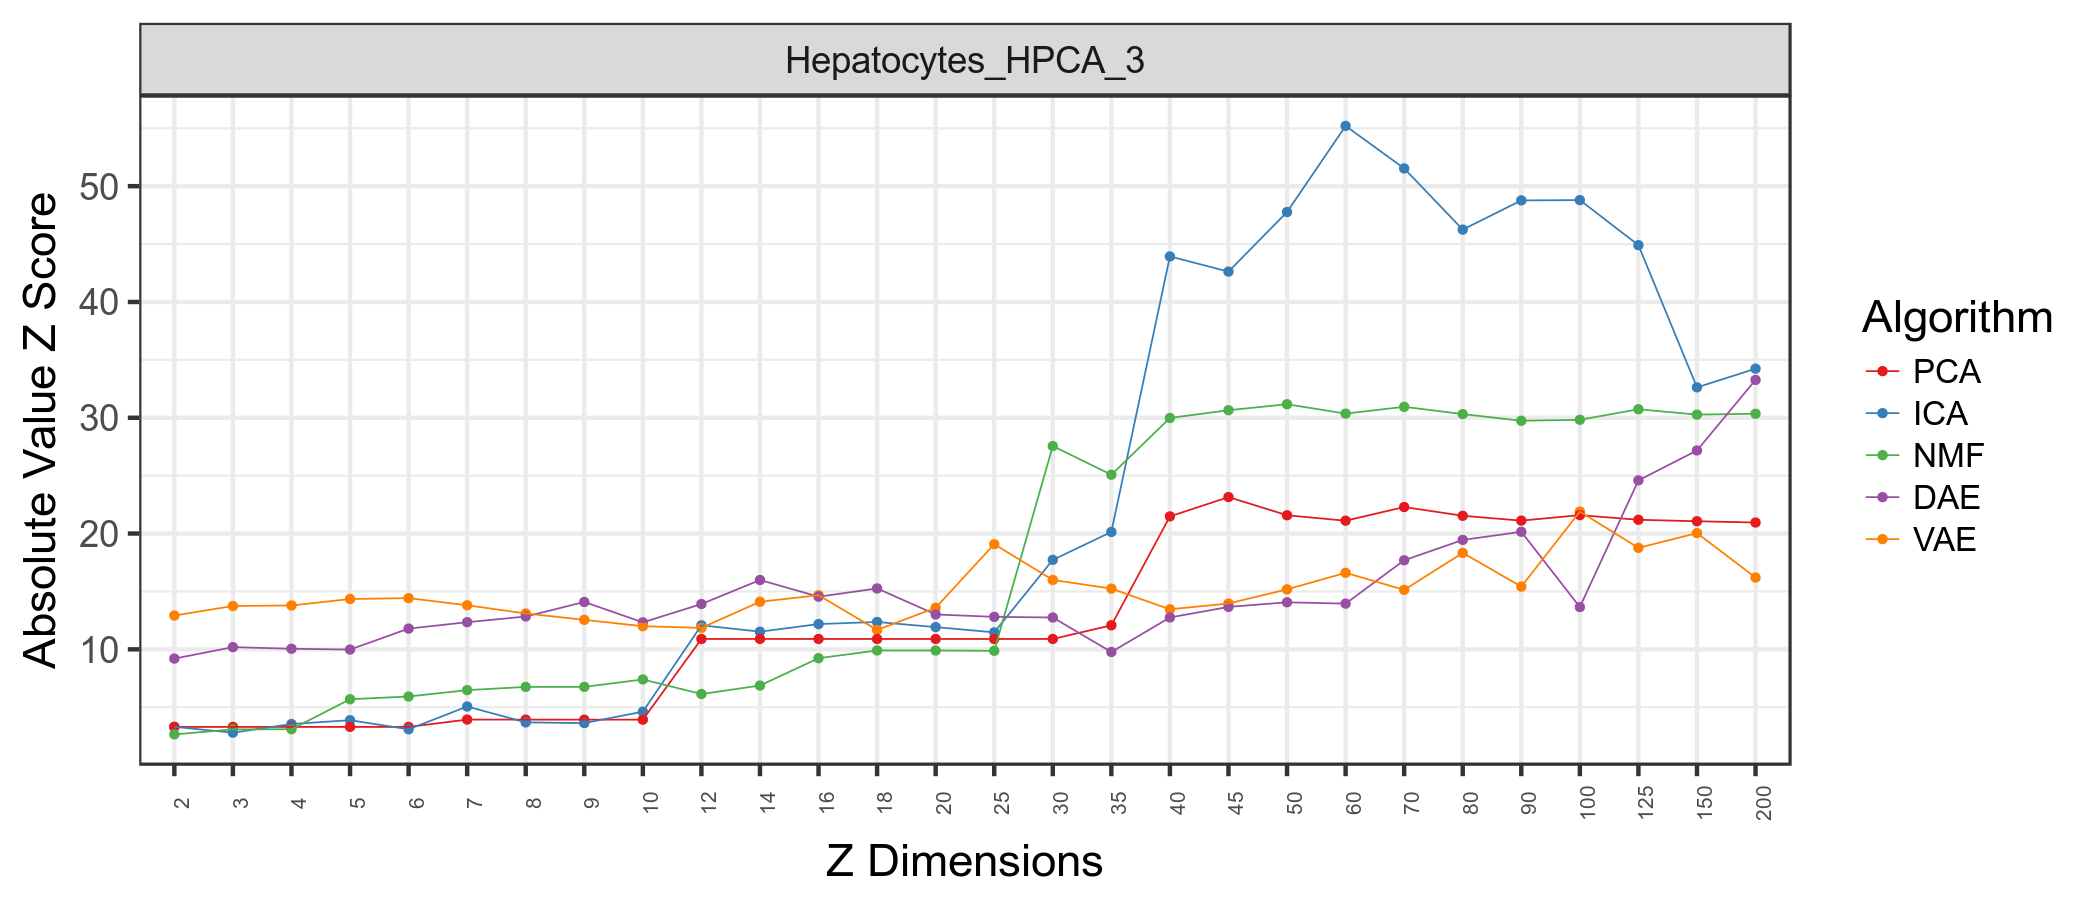 Hepatocytes_HPCA_3
Absolute Value Z Score
50
40
30
20
10
2 3 4 5 6 7 8 9 10 12 14 16 18 20 25 30 35 40 45 50 60 70 80 90 100 125 150 200
Z Dimensions
Algorithm
PCA
ICA
NMF
DAE
VAE